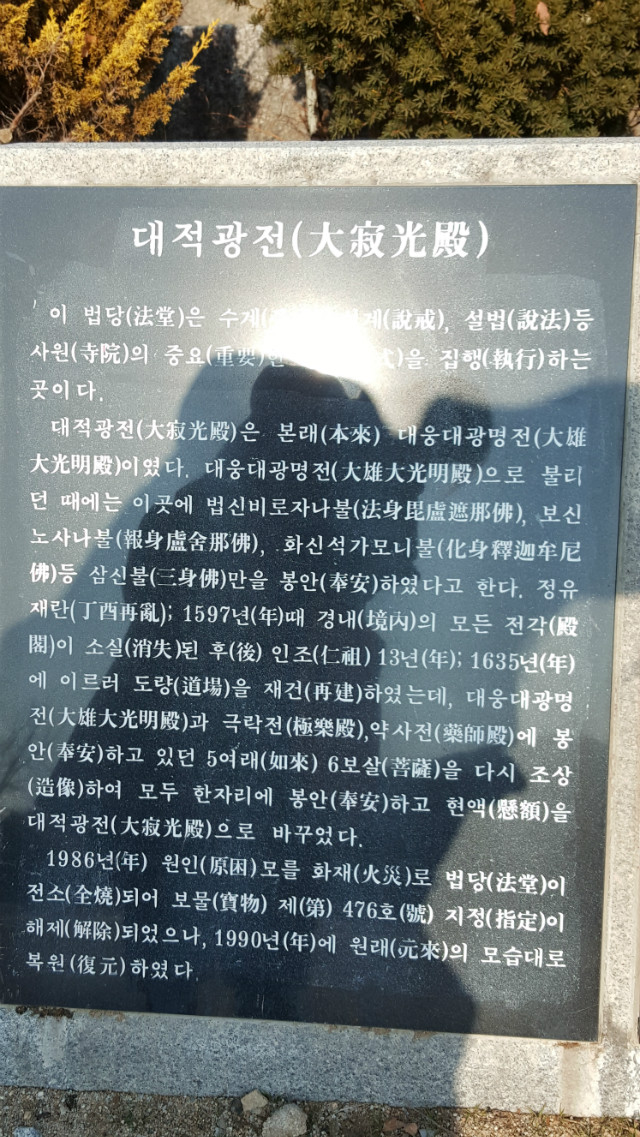 대적광전(大寂光殿)
이 법당(法堂)은 수계( 계(說戒), 설법(說法)등
사원(寺院)의 중요(重要)한 式)을 집행(執行)하는
곳이다.
대적광전(大寂光殿)은 본래(本來) 대웅대광명전(大雄
大光明殿)이였다. 대웅대광명전(大雄大光明殿)으로 불리
던 때에는 이곳에 법신비로자나불(法身毘盧遮那佛), 보신
노사나불(報身盧舍那佛), 화신석가모니불(化身釋迦牟尼
佛)등 삼신불(三身佛)만을 봉안(奉安)하였다고 한다. 정유
재란(丁酉再亂); 1597년(年)때 경내(境內)의 모든 전각(殿
閣)이 소실(消失)된 후(後) 인조(仁祖) 13년(年); 1635년(年)
에 이르러 도량(道場)을 재건(再建)하였는데, 대웅대광명
전(大雄大光明殿)과 극락전(極樂殿),약사전(藥師殿)에 봉
안(奉安)하고 있던 5여래(如來) 6보살(菩薩)을 다시 조상
(造像)하여 모두 한자리에 봉안(奉安)하고 현액(懸額)을
대적광전(大寂光殿)으로 바꾸었다.
1986년(年) 원인(原困)모를 화재(火災)로 법당(法堂)이
전소(全燒)되어 보물(寶物) 제(第) 476호(號) 지정(指定)이
해제(解除)되었으나, 1990년(年)에 원래(元來)의 모습대로
복원(復元)하였다.